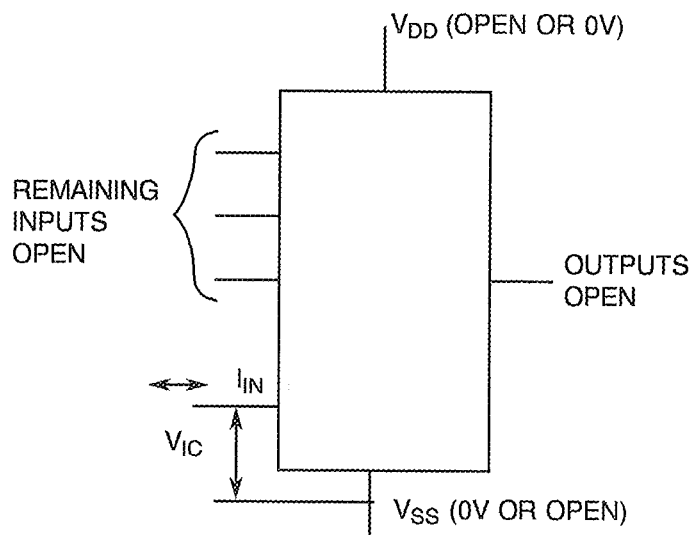 VDD (OPEN OR 0V)
REMAINING
INPUTS
OPEN
OUTPUTS
OPEN
IIN
VIC
VSS (0V OR OPEN)